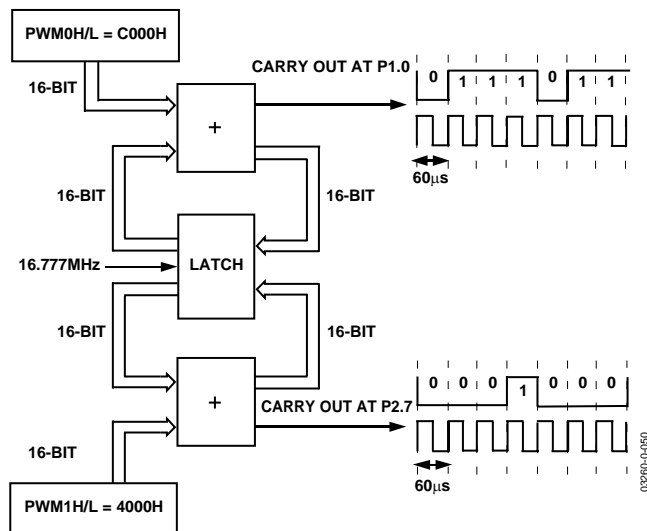 PWM0H/L = C000H
16-BIT
CARRY OUT AT P1.0
0 1 1 1 0 1 1
+
60μs
16-BIT
16-BIT
16.777MHz
LATCH
16-BIT
16-BIT
0 0 0 1 0 0 0
+
CARRY OUT AT P2.7
16-BIT
60μs
PWM1H/L = 4000H
03260-0-050